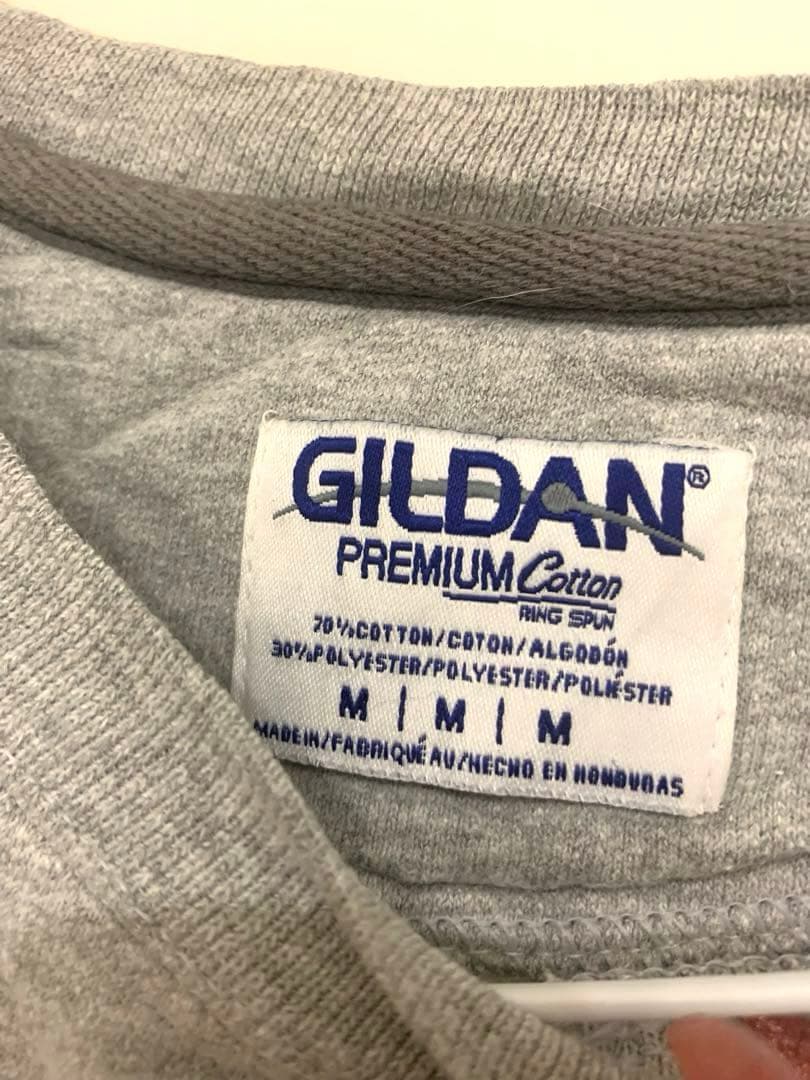 GILDAN®
PREMIUM Cotton
RING SPUN
70%COTTON/COTON/ALGODÓN
30%POLYESTER/POLYESTER/POLIÉSTER
M | M | M
MADE IN/FABRIQUÉ AU/HECHO EN HONDURAS